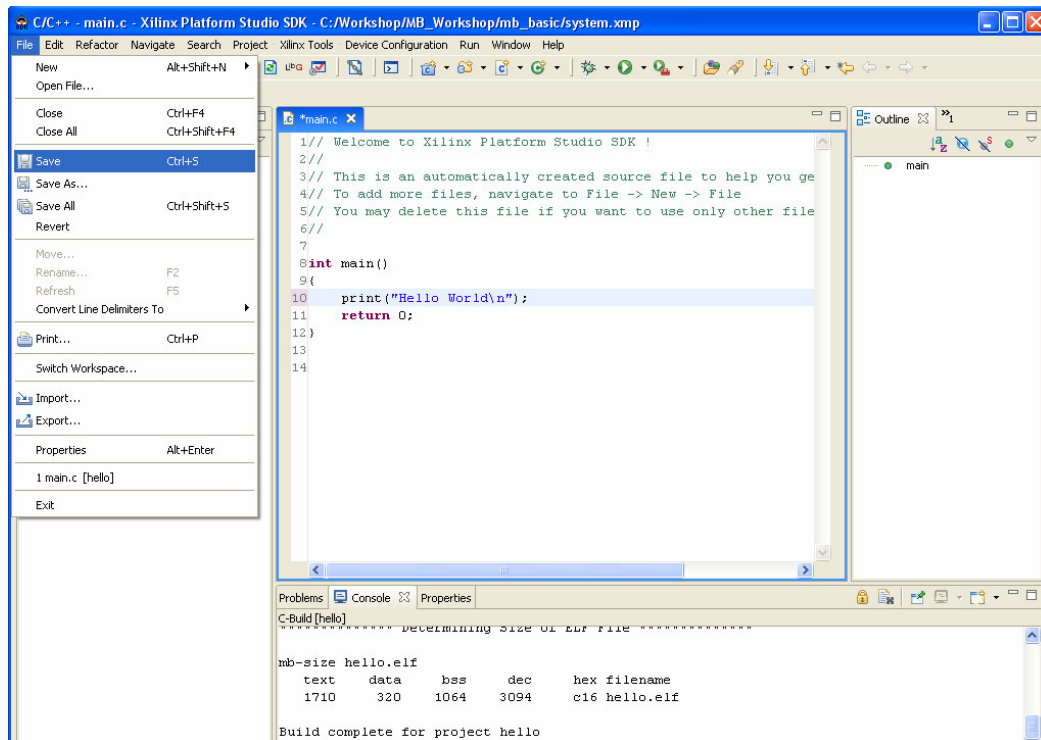 C/C++ - main.c - Xilinx Platform Studio SDK - C:/Workshop/MB_Workshop/mb_basic/system.xmp
File Edit Refactor Navigate Search Project Xilinx Tools Device Configuration Run Window Help
New Alt+Shift+N
Open File...
Close Ctrl+F4
Close All Ctrl+Shift+F4
Save Ctrl+S
Save As...
Save All Ctrl+Shift+S
Revert
Move...
Rename... F2
Refresh F5
Convert Line Delimiters To
Print... Ctrl+P
Switch Workspace...
Import...
Export...
Properties Alt+Enter
1 main.c [hello]
Exit
*main.c
1// Welcome to Xilinx Platform Studio SDK !
2//
3// This is an automatically created source file to help you ge
4// To add more files, navigate to File -> New -> File
5// You may delete this file if you want to use only other file
6//
7
8int main()
9{
10 print("Hello World\n");
11 return 0;
12}
13
14
Outline
main
Problems Console Properties
C-Build [hello]
************** Determining Size of ELF File **************
mb-size hello.elf
text data bss dec hex filename
1710 320 1064 3094 c16 hello.elf
Build complete for project hello